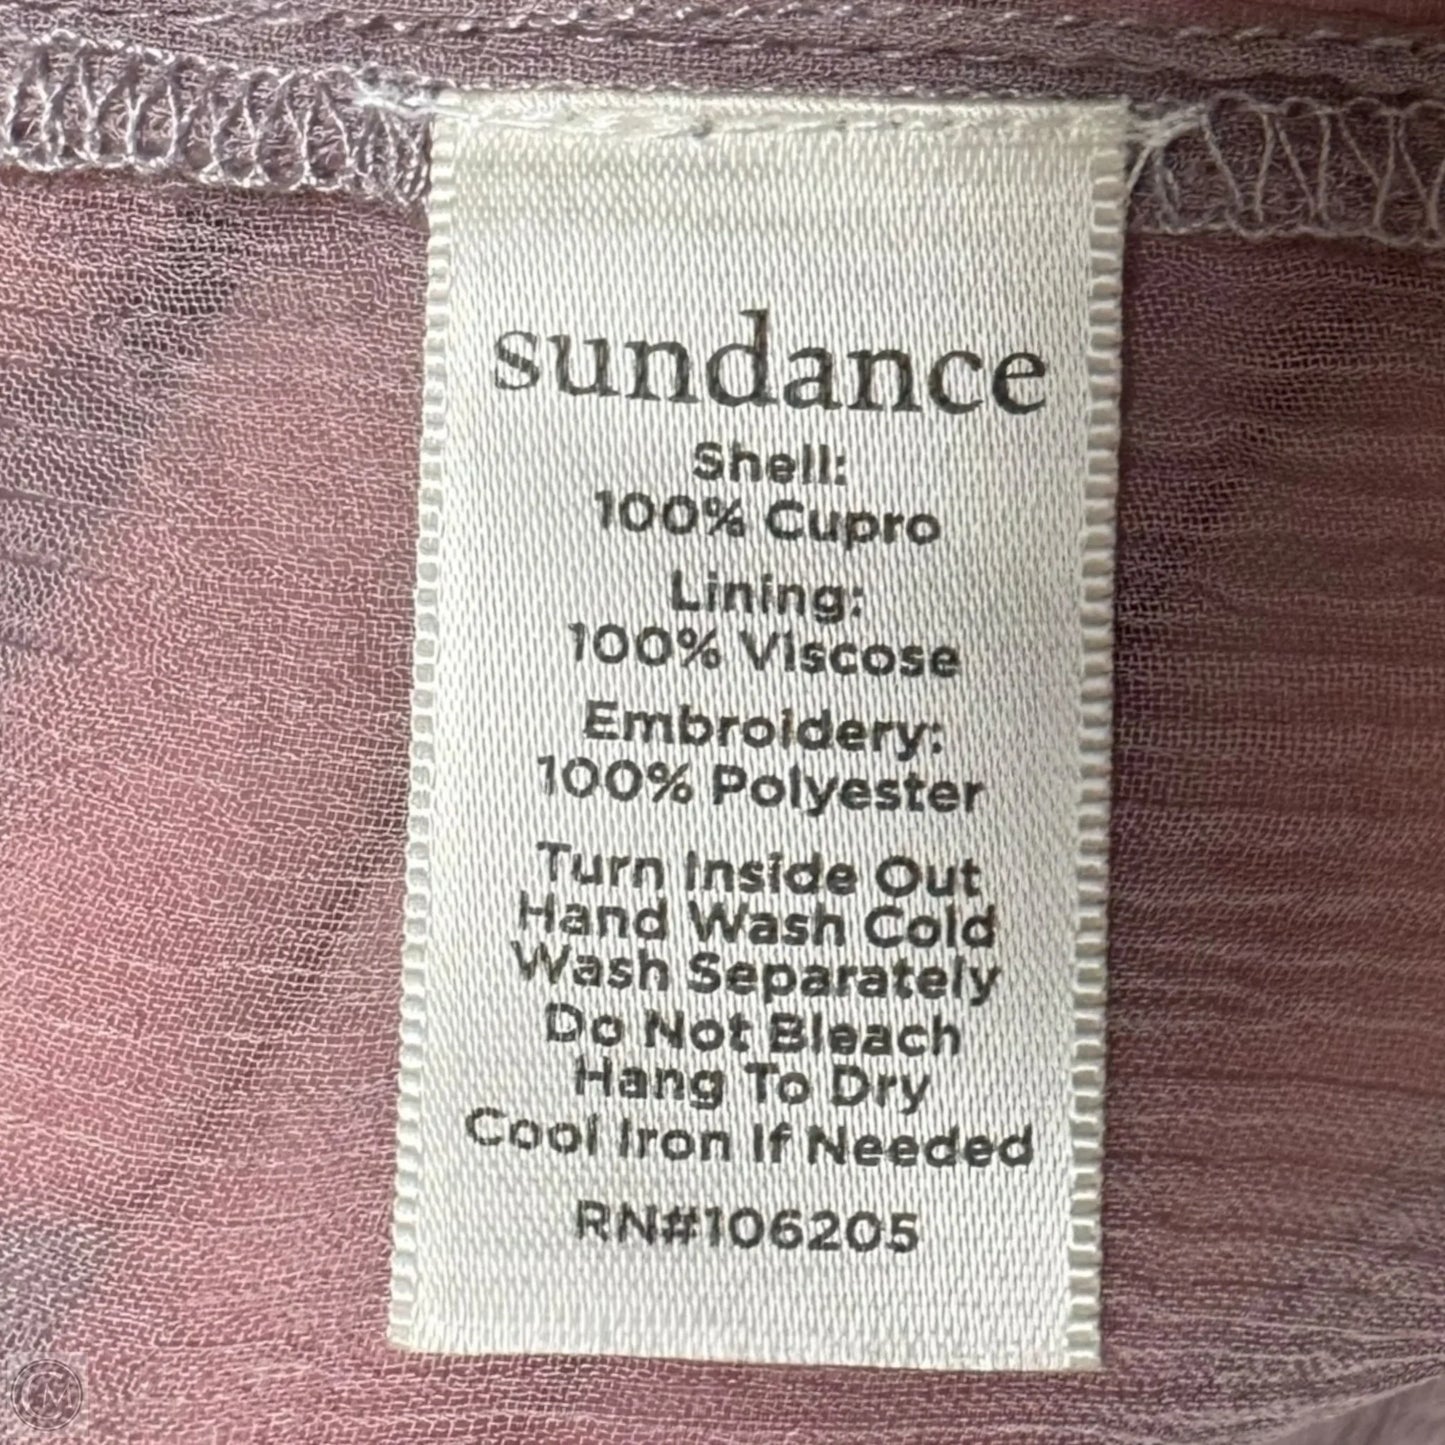 sundance
Shell:
100% Cupro
Lining:
100% Viscose
Embroidery:
100% Polyester
Turn Inside Out
Hand Wash Cold
Wash Separately
Do Not Bleach
Hang To Dry
Cool Iron If Needed
RN#106205